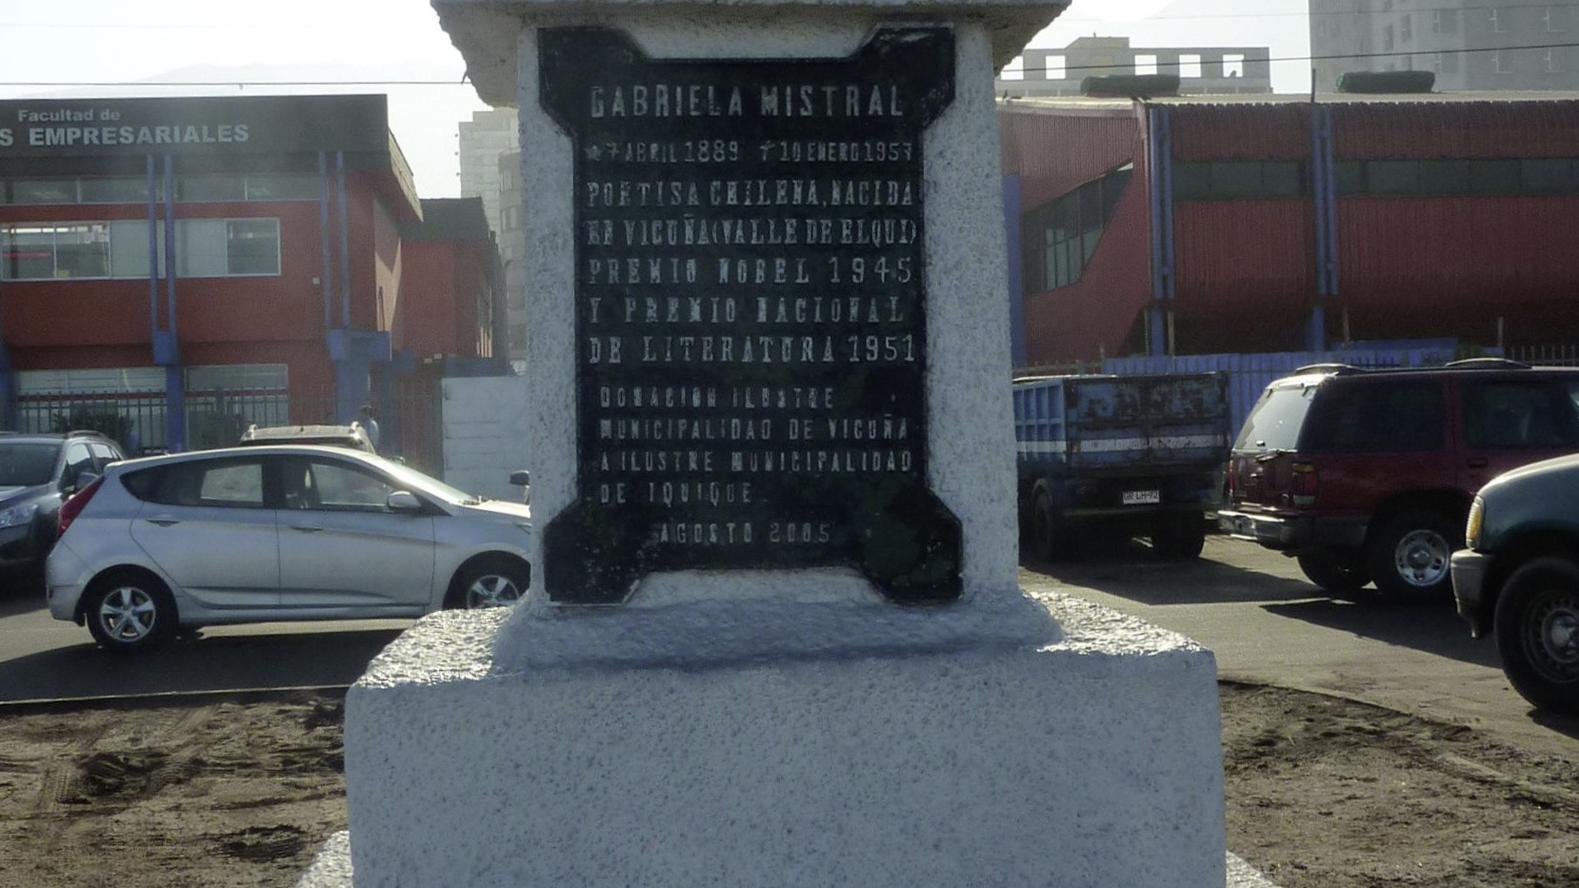 Facultad de
S EMPRESARIALES
GABRIELA MISTRAL
*7 ABRIL 1889 ✝ 10 ENERO 1957
POETISA CHILENA, NACIDA
EN VICUÑA (VALLE DE ELQUI)
PREMIO NOBEL 1945
Y PREMIO NACIONAL
DE LITERATURA 1951
DONACION ILUSTRE
MUNICIPALIDAD DE VICUÑA
A ILUSTRE MUNICIPALIDAD
DE IQUIQUE
AGOSTO 2005